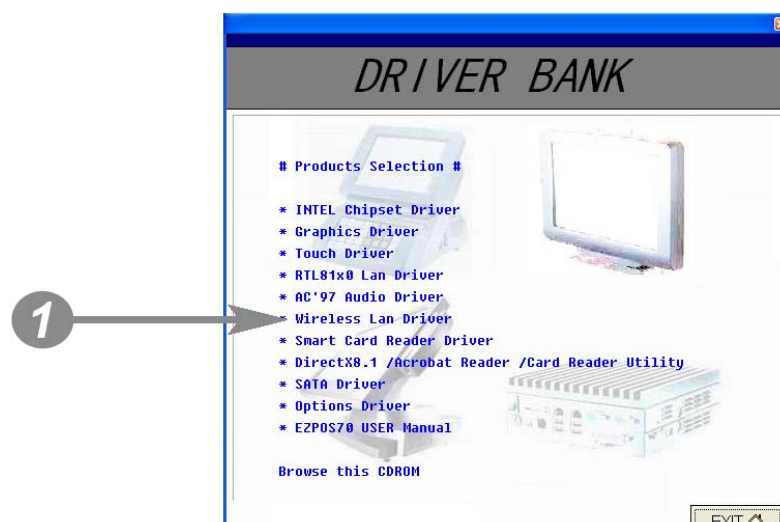 DRIVER BANK
# Products Selection #
* INTEL Chipset Driver
* Graphics Driver
* Touch Driver
* RTL81x0 Lan Driver
* AC'97 Audio Driver
1
* Wireless Lan Driver
* Smart Card Reader Driver
* DirectX8.1 /Acrobat Reader /Card Reader Utility
* SATA Driver
* Options Driver
* EZPOS70 USER Manual
Browse this CDROM
EXIT